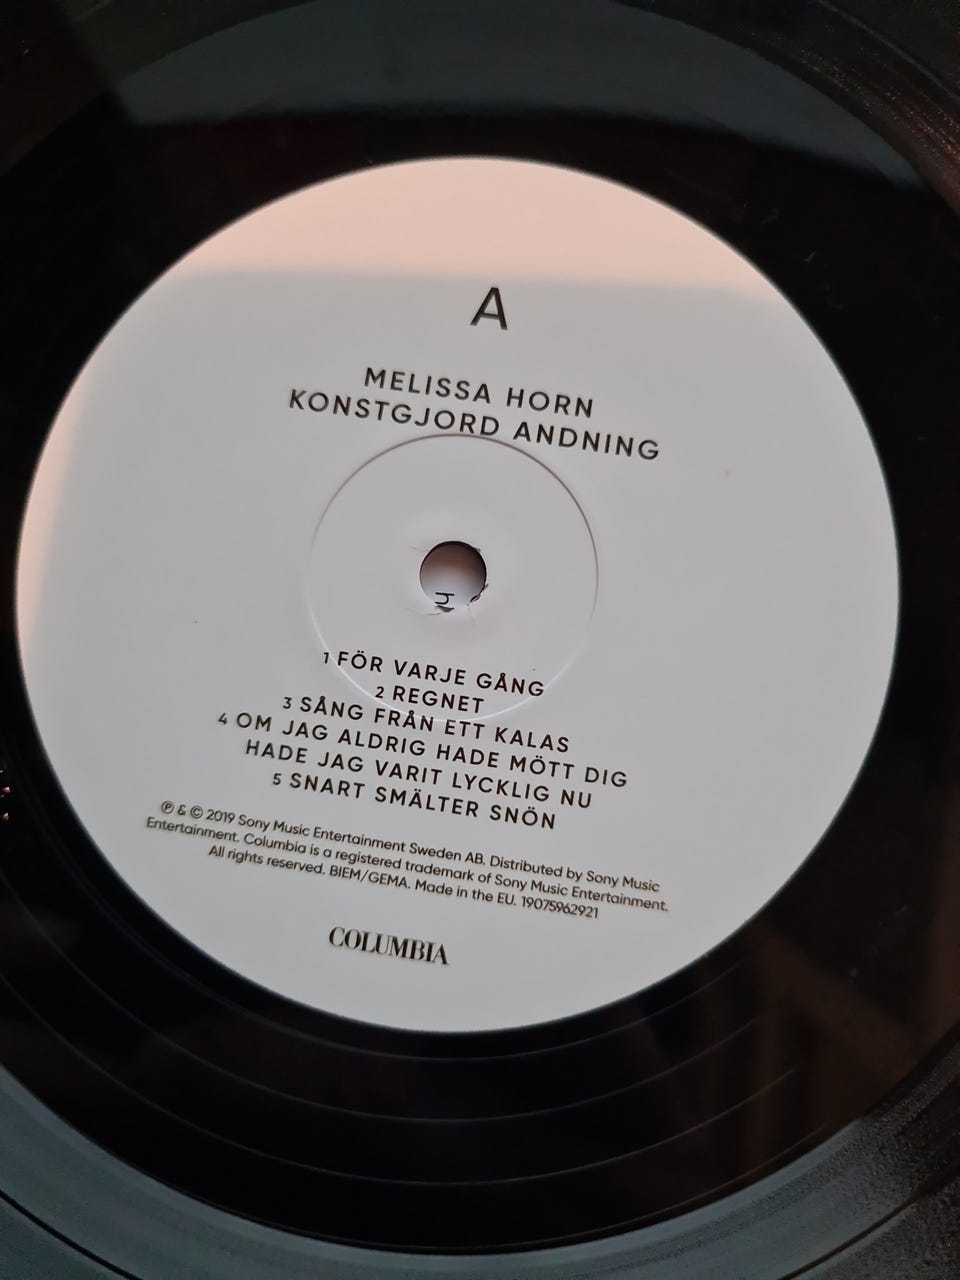 A
MELISSA HORN
KONSTGJORD ANDNING
1 FÖR VARJE GÅNG
2 REGNET
3 SÅNG FRÅN ETT KALAS
4 OM JAG ALDRIG HADE MÖTT DIG
HADE JAG VARIT LYCKLIG NU
5 SNART SMÄLTER SNÖN
℗ & © 2019 Sony Music Entertainment Sweden AB. Distributed by Sony Music
Entertainment. Columbia is a registered trademark of Sony Music Entertainment.
All rights reserved. BIEM/GEMA. Made in the EU. 19075962921
COLUMBIA